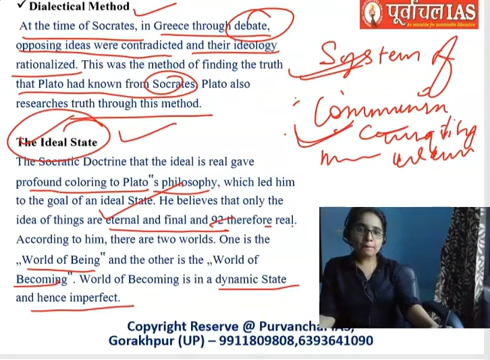 Dialectical Method
At the time of Socrates, in Greece through debate,
opposing ideas were contradicted and their ideology
rationalized. This was the method of finding the truth
that Plato had known from Socrates. Plato also
researches truth through this method.
The Ideal State
The Socratic Doctrine that the ideal is real gave
profound coloring to Plato"s philosophy, which led him
to the goal of an ideal State. He believes that only the
idea of things are eternal and final and 92 therefore real.
According to him, there are two worlds. One is the
„World of Being" and the other is the „World of
Becoming". World of Becoming is in a dynamic State
and hence imperfect.
पूर्वांचल IAS
System of
Communism
Copyright Reserve @ Purvanchal IAS,
Gorakhpur (UP) – 9911809808,6393641090